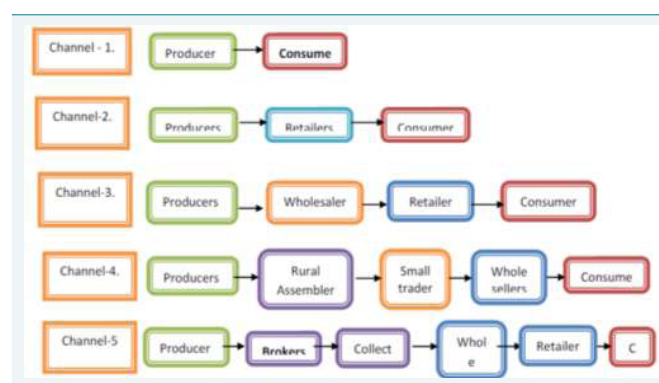 Channel - 1.
Producer
Consume
Channel-2.
Producers
Retailers
Consumer
Channel-3.
Producers
Wholesaler
Retailer
Consumer
Channel-4.
Producers
Rural
Assembler
Small
trader
Whole
sellers
Consume
Channel-5
Producer
Brokers
Collect
Whol
e
Retailer
C